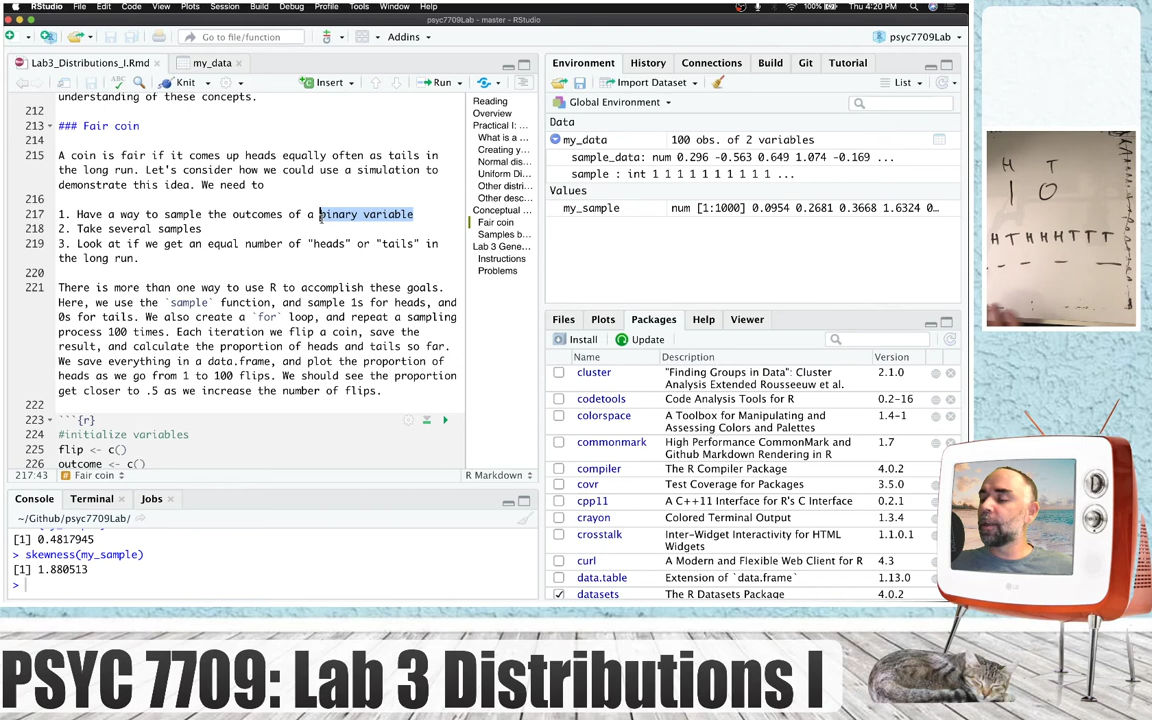 RStudio File Edit Code View Plots Session Build Debug Profile Tools Window Help 100% Thu 4:20 PM
psyc7709Lab - master - RStudio
Go to file/function Addins psyc7709Lab
Lab3_Distributions_I.Rmd my_data
ABC Knit Insert Run
understanding of these concepts.
212
213 ### Fair coin
214
215 A coin is fair if it comes up heads equally often as tails in
the long run. Let's consider how we could use a simulation to
demonstrate this idea. We need to
216
217 1. Have a way to sample the outcomes of a binary variable
218 2. Take several samples
219 3. Look at if we get an equal number of "heads" or "tails" in
the long run.
220
221 There is more than one way to use R to accomplish these goals.
Here, we use the `sample` function, and sample 1s for heads, and
0s for tails. We also create a `for` loop, and repeat a sampling
process 100 times. Each iteration we flip a coin, save the
result, and calculate the proportion of heads and tails so far.
We save everything in a data.frame, and plot the proportion of
heads as we go from 1 to 100 flips. We should see the proportion
get closer to .5 as we increase the number of flips.
222
223 ```{r}
224 #initialize variables
225 flip <- c()
226 outcome <- c()
217:43 # Fair coin R Markdown
Reading
Overview
Practical I: ...
What is a ...
Creating y...
Normal dis...
Uniform Di...
Other distri...
Other desc...
Conceptual ...
Fair coin
Samples b...
Lab 3 Gene...
Instructions
Problems
Console Terminal Jobs
~/Github/psyc7709Lab/
[1] 0.4817945
> skewness(my_sample)
[1] 1.880513
>
Environment History Connections Build Git Tutorial
Import Dataset List
Global Environment
Data
my_data 100 obs. of 2 variables
sample_data: num 0.296 -0.563 0.649 1.074 -0.169 ...
sample : int 1 1 1 1 1 1 1 1 1 1 ...
Values
my_sample num [1:1000] 0.0954 0.2681 0.3668 1.6324 0...
Files Plots Packages Help Viewer
Install Update
Name Description Version
cluster "Finding Groups in Data": Cluster Analysis Extended Rousseeuw et al. 2.1.0
codetools Code Analysis Tools for R 0.2-16
colorspace A Toolbox for Manipulating and Assessing Colors and Palettes 1.4-1
commonmark High Performance CommonMark and Github Markdown Rendering in R 1.7
compiler The R Compiler Package 4.0.2
covr Test Coverage for Packages 3.5.0
cpp11 A C++11 Interface for R's C Interface 0.2.1
crayon Colored Terminal Output 1.3.4
crosstalk Inter-Widget Interactivity for HTML Widgets 1.1.0.1
curl A Modern and Flexible Web Client for R 4.3
data.table Extension of `data.frame` 1.13.0
datasets The R Datasets Package 4.0.2
H T
1 0
H T H H H T T T
LG
PSYC 7709: Lab 3 Distributions I